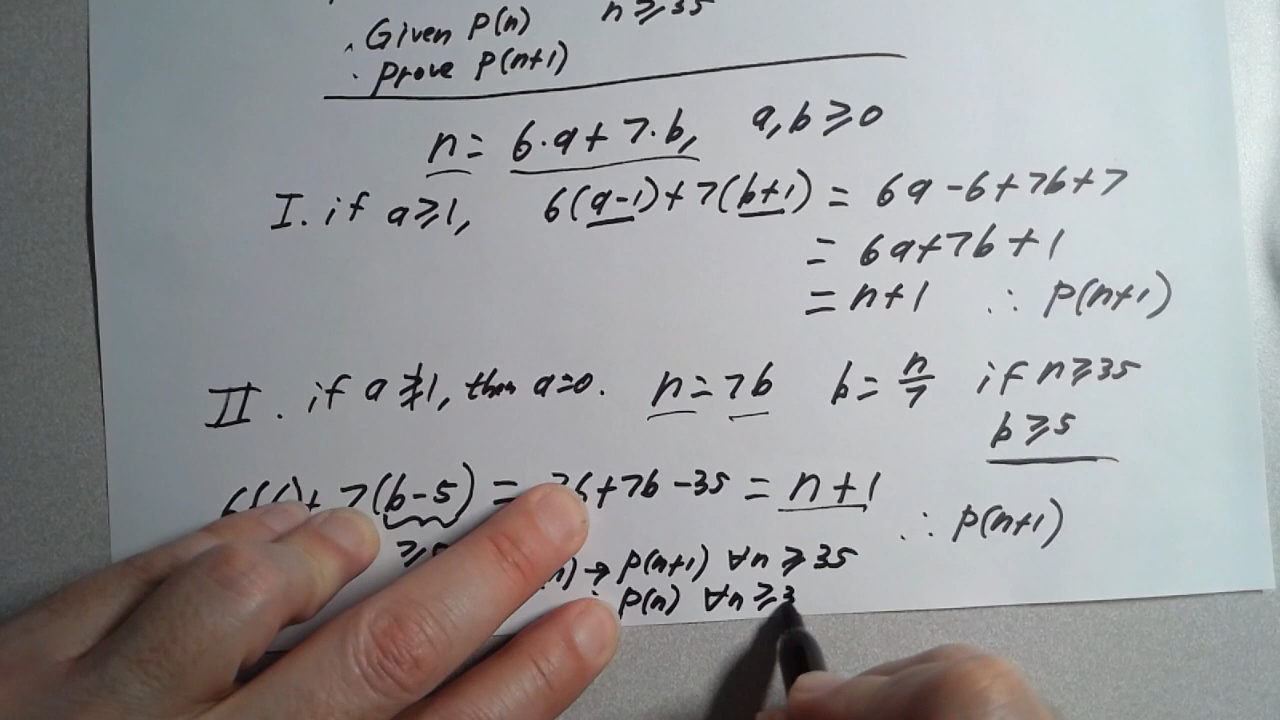 . Given P(n) n ≥ 35
. prove P(n+1)
n = 6·a + 7·b, a, b ≥ 0
I. if a ≥ 1, 6(a-1) + 7(b+1) = 6a - 6 + 7b + 7
= 6a + 7b + 1
= n+1 ∴ P(n+1)
II. if a ≱ 1, then a=0. n = 7b b = n/7 if n ≥ 35
b ≥ 5
7(b-5) = 36 + 7b - 35 = n+1
∴ P(n+1)
→ P(n+1) ∀n ≥ 35
P(n) ∀n ≥ 3